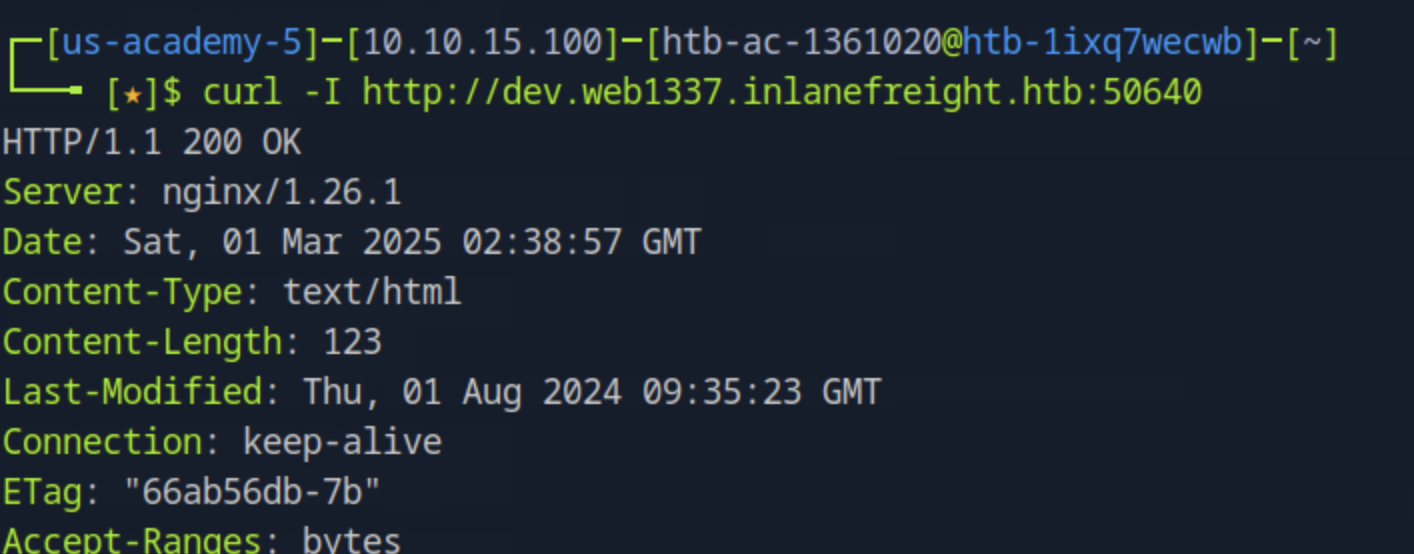 [us-academy-5]–[10.10.15.100]–[htb-ac-1361020@htb-1ixq7wecwb]–[~]
[★]$ curl -I http://dev.web1337.inlanefreight.htb:50640
HTTP/1.1 200 OK
Server: nginx/1.26.1
Date: Sat, 01 Mar 2025 02:38:57 GMT
Content-Type: text/html
Content-Length: 123
Last-Modified: Thu, 01 Aug 2024 09:35:23 GMT
Connection: keep-alive
ETag: "66ab56db-7b"
Accept-Ranges: bytes